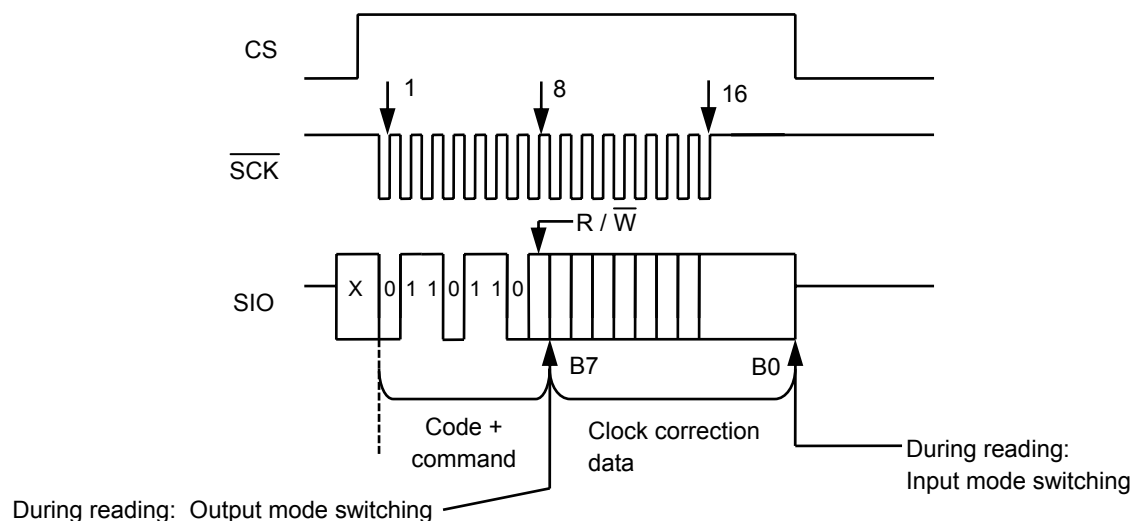 CS
1
8
16
SCK
R / W
SIO
X
0
1
1
0
1
1
0
B7
B0
Code +
command
Clock correction
data
During reading:
Input mode switching
During reading: Output mode switching